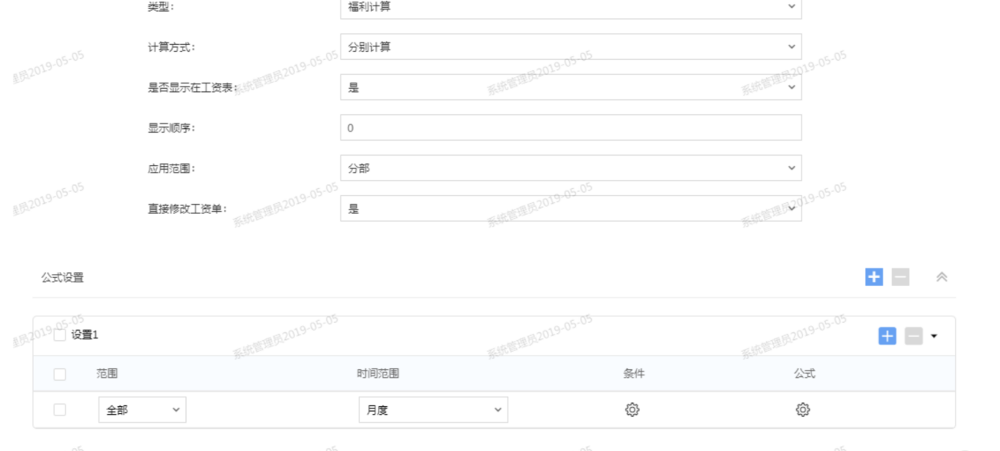 类型: 福利计算
计算方式: 分别计算
理员2019-05-05 系统管理员2019-05-05 系统管理员2019-05-05 系统管理员2019-05-05
是否显示在工资表: 是
显示顺序: 0
应用范围: 分部
理员2019-05-05 系统管理员2019-05-05 系统管理员2019-05-05 系统管理员2019-05-05
直接修改工资单: 是
公式设置
理员2019-05-05 系统管理员2019-05-05 系统管理员2019-05-05 系统管理员2019-05-05
设置1
范围 时间范围 条件 公式
全部 月度